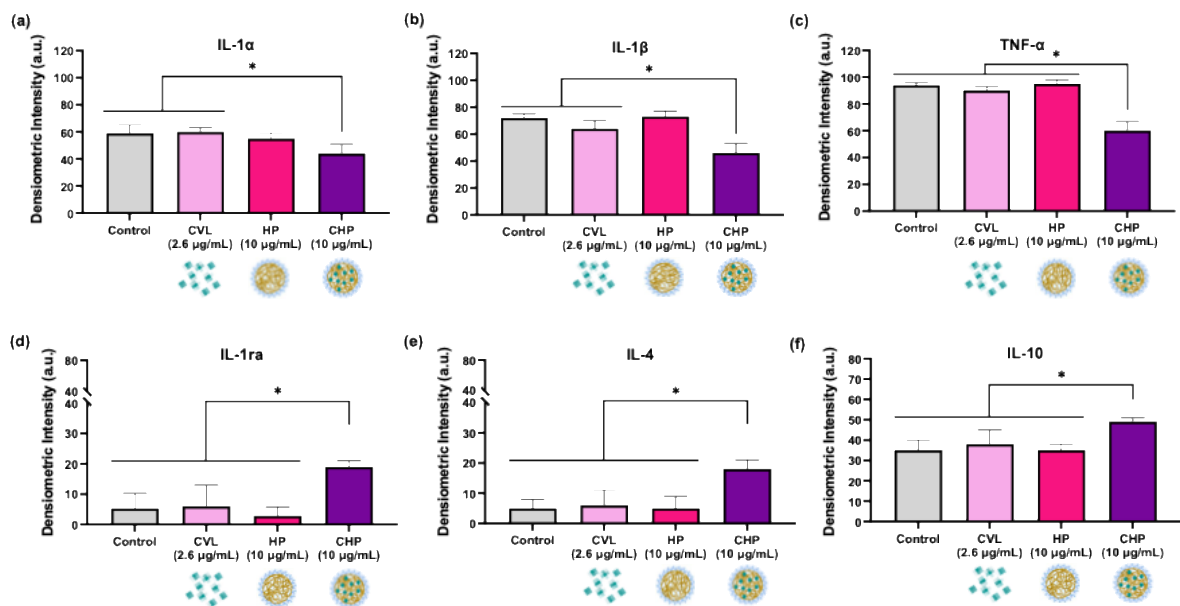 (a)
IL-1α
Densiometric Intensity (a.u.)
120
100
80
60
40
20
0
*
Control
CVL
(2.6 µg/mL)
HP
(10 µg/mL)
CHP
(10 µg/mL)
(b)
IL-1β
Densiometric Intensity (a.u.)
120
100
80
60
40
20
0
*
Control
CVL
(2.6 µg/mL)
HP
(10 µg/mL)
CHP
(10 µg/mL)
(c)
TNF-α
Densiometric Intensity (a.u.)
120
100
80
60
40
20
0
*
Control
CVL
(2.6 µg/mL)
HP
(10 µg/mL)
CHP
(10 µg/mL)
(d)
IL-1ra
Densiometric Intensity (a.u.)
80
40
40
30
20
10
0
*
Control
CVL
(2.6 µg/mL)
HP
(10 µg/mL)
CHP
(10 µg/mL)
(e)
IL-4
Densiometric Intensity (a.u.)
80
40
40
30
20
10
0
*
Control
CVL
(2.6 µg/mL)
HP
(10 µg/mL)
CHP
(10 µg/mL)
(f)
IL-10
Densiometric Intensity (a.u.)
80
70
60
50
40
30
20
10
0
*
Control
CVL
(2.6 µg/mL)
HP
(10 µg/mL)
CHP
(10 µg/mL)